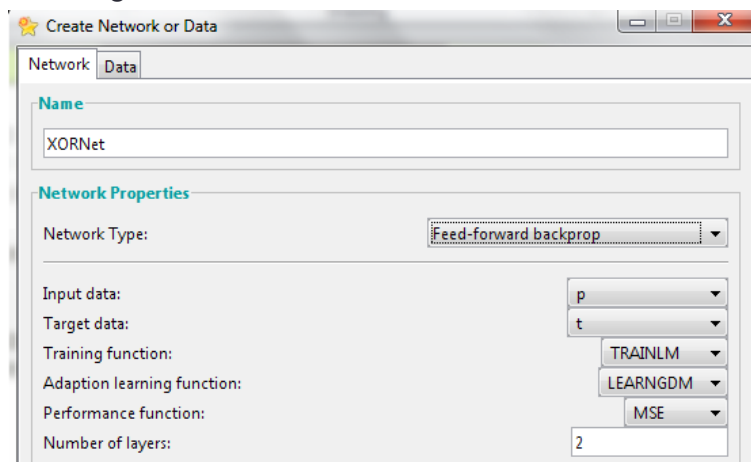 Create Network or Data
Network Data
Name
XORNet
Network Properties
Network Type: Feed-forward backprop
Input data: p
Target data: t
Training function: TRAINLM
Adaption learning function: LEARNGDM
Performance function: MSE
Number of layers: 2